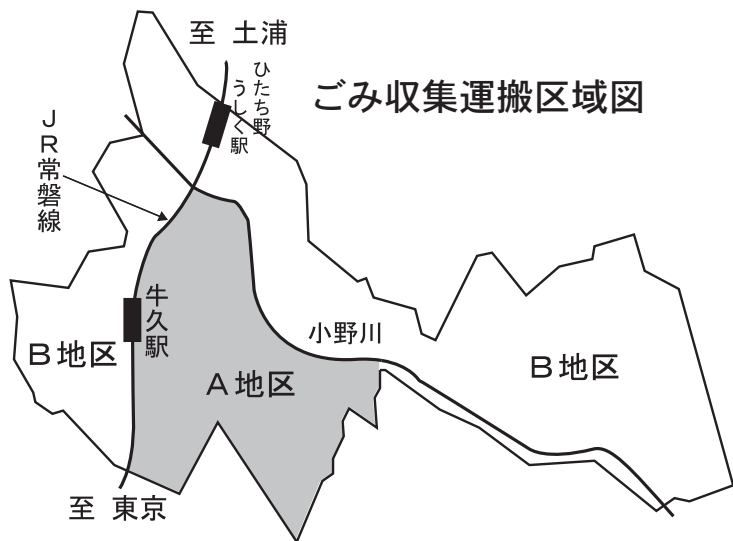 至 土浦
ひたち野
うしく駅
ごみ収集運搬区域図
JR常磐線
牛久駅
小野川
B地区
A地区
B地区
至 東京